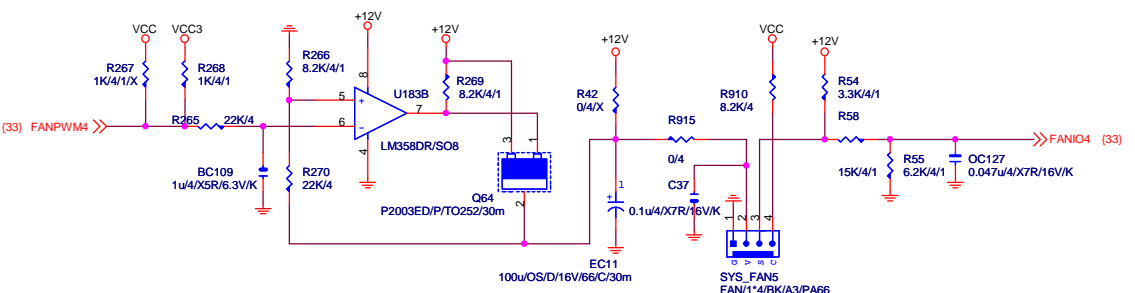 VCC
VCC3
+12V
+12V
+12V
VCC
+12V
R267
1K/4/1/X
R268
1K/4/1
R266
8.2K/4/1
8
U183B
R269
8.2K/4/1
R42
0/4/X
R910
8.2K/4
R54
3.3K/4/1
{33} FANPWM4
R265
22K/4
5
+
6
-
7
4
LM358DR/SO8
3
1
R915
0/4
R58
15K/4/1
FANIO4 {33}
BC109
1u/4/X5R/6.3V/K
R270
22K/4
Q64
P2003ED/P/TO252/30m
2
1
+
EC11
100u/OS/D/16V/66/C/30m
C37
0.1u/4/X7R/16V/K
R55
6.2K/4/1
OC127
0.047u/4/X7R/16V/K
1
2
3
4
G
V
S
C
SYS_FAN5
FAN/1*4/BK/A3/PA66